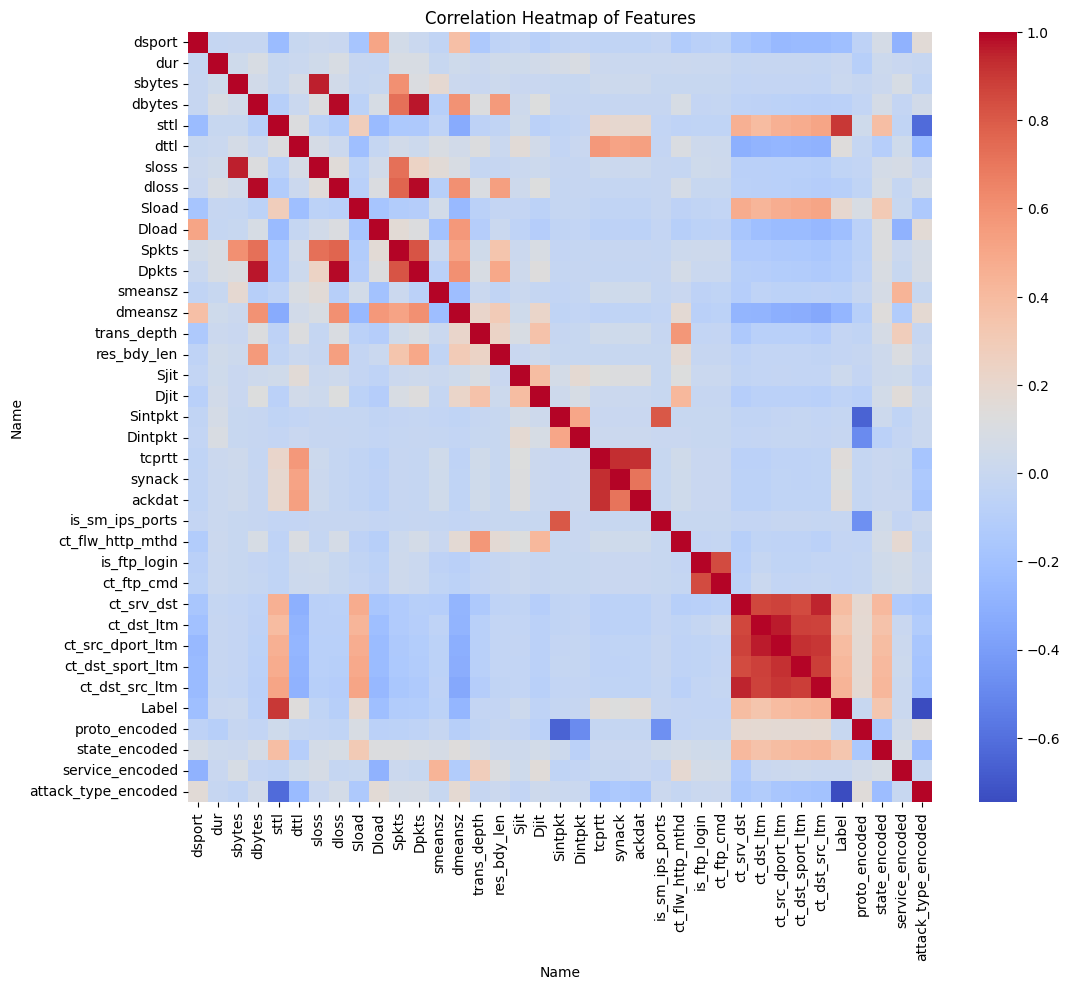 Correlation Heatmap of Features
Name
dsport
dur
sbytes
dbytes
sttl
dttl
sloss
dloss
Sload
Dload
Spkts
Dpkts
smeansz
dmeansz
trans_depth
res_bdy_len
Sjit
Djit
Sintpkt
Dintpkt
tcprtt
synack
ackdat
is_sm_ips_ports
ct_flw_http_mthd
is_ftp_login
ct_ftp_cmd
ct_srv_dst
ct_dst_ltm
ct_src_dport_ltm
ct_dst_sport_ltm
ct_dst_src_ltm
Label
proto_encoded
state_encoded
service_encoded
attack_type_encoded
dsport
dur
sbytes
dbytes
sttl
dttl
sloss
dloss
Sload
Dload
Spkts
Dpkts
smeansz
dmeansz
trans_depth
res_bdy_len
Sjit
Djit
Sintpkt
Dintpkt
tcprtt
synack
ackdat
is_sm_ips_ports
ct_flw_http_mthd
is_ftp_login
ct_ftp_cmd
ct_srv_dst
ct_dst_ltm
ct_src_dport_ltm
ct_dst_sport_ltm
ct_dst_src_ltm
Label
proto_encoded
state_encoded
service_encoded
attack_type_encoded
Name
1.0
0.8
0.6
0.4
0.2
0.0
−0.2
−0.4
−0.6